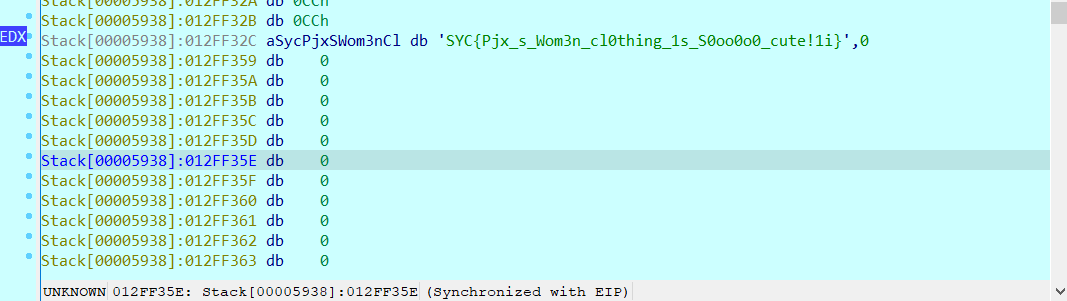 Stack[00005938]:012FF32A db 0CCh
Stack[00005938]:012FF32B db 0CCh
EDX
Stack[00005938]:012FF32C aSycPjxSWom3nCl db 'SYC{Pjx_s_Wom3n_cl0thing_1s_S0oo0o0_cute!1i}',0
Stack[00005938]:012FF359 db 0
Stack[00005938]:012FF35A db 0
Stack[00005938]:012FF35B db 0
Stack[00005938]:012FF35C db 0
Stack[00005938]:012FF35D db 0
Stack[00005938]:012FF35E db 0
Stack[00005938]:012FF35F db 0
Stack[00005938]:012FF360 db 0
Stack[00005938]:012FF361 db 0
Stack[00005938]:012FF362 db 0
Stack[00005938]:012FF363 db 0
UNKNOWN 012FF35E: Stack[00005938]:012FF35E (Synchronized with EIP)